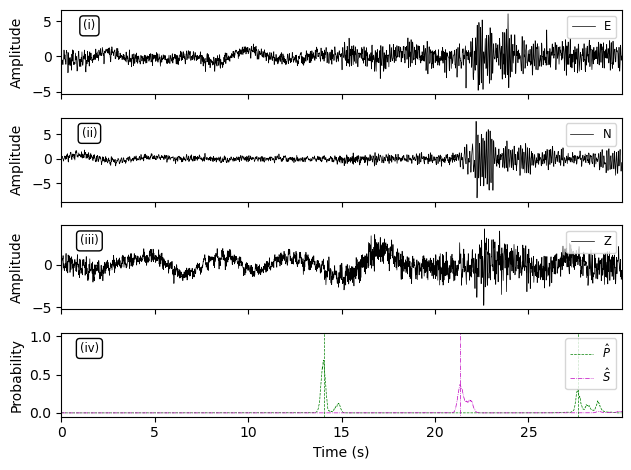 (i)
E
Amplitude
5
0
−5
(ii)
N
Amplitude
5
0
−5
(iii)
Z
Amplitude
0
−5
(iv)
P̂
Ŝ
Probability
1.0
0.5
0.0
0 5 10 15 20 25
Time (s)